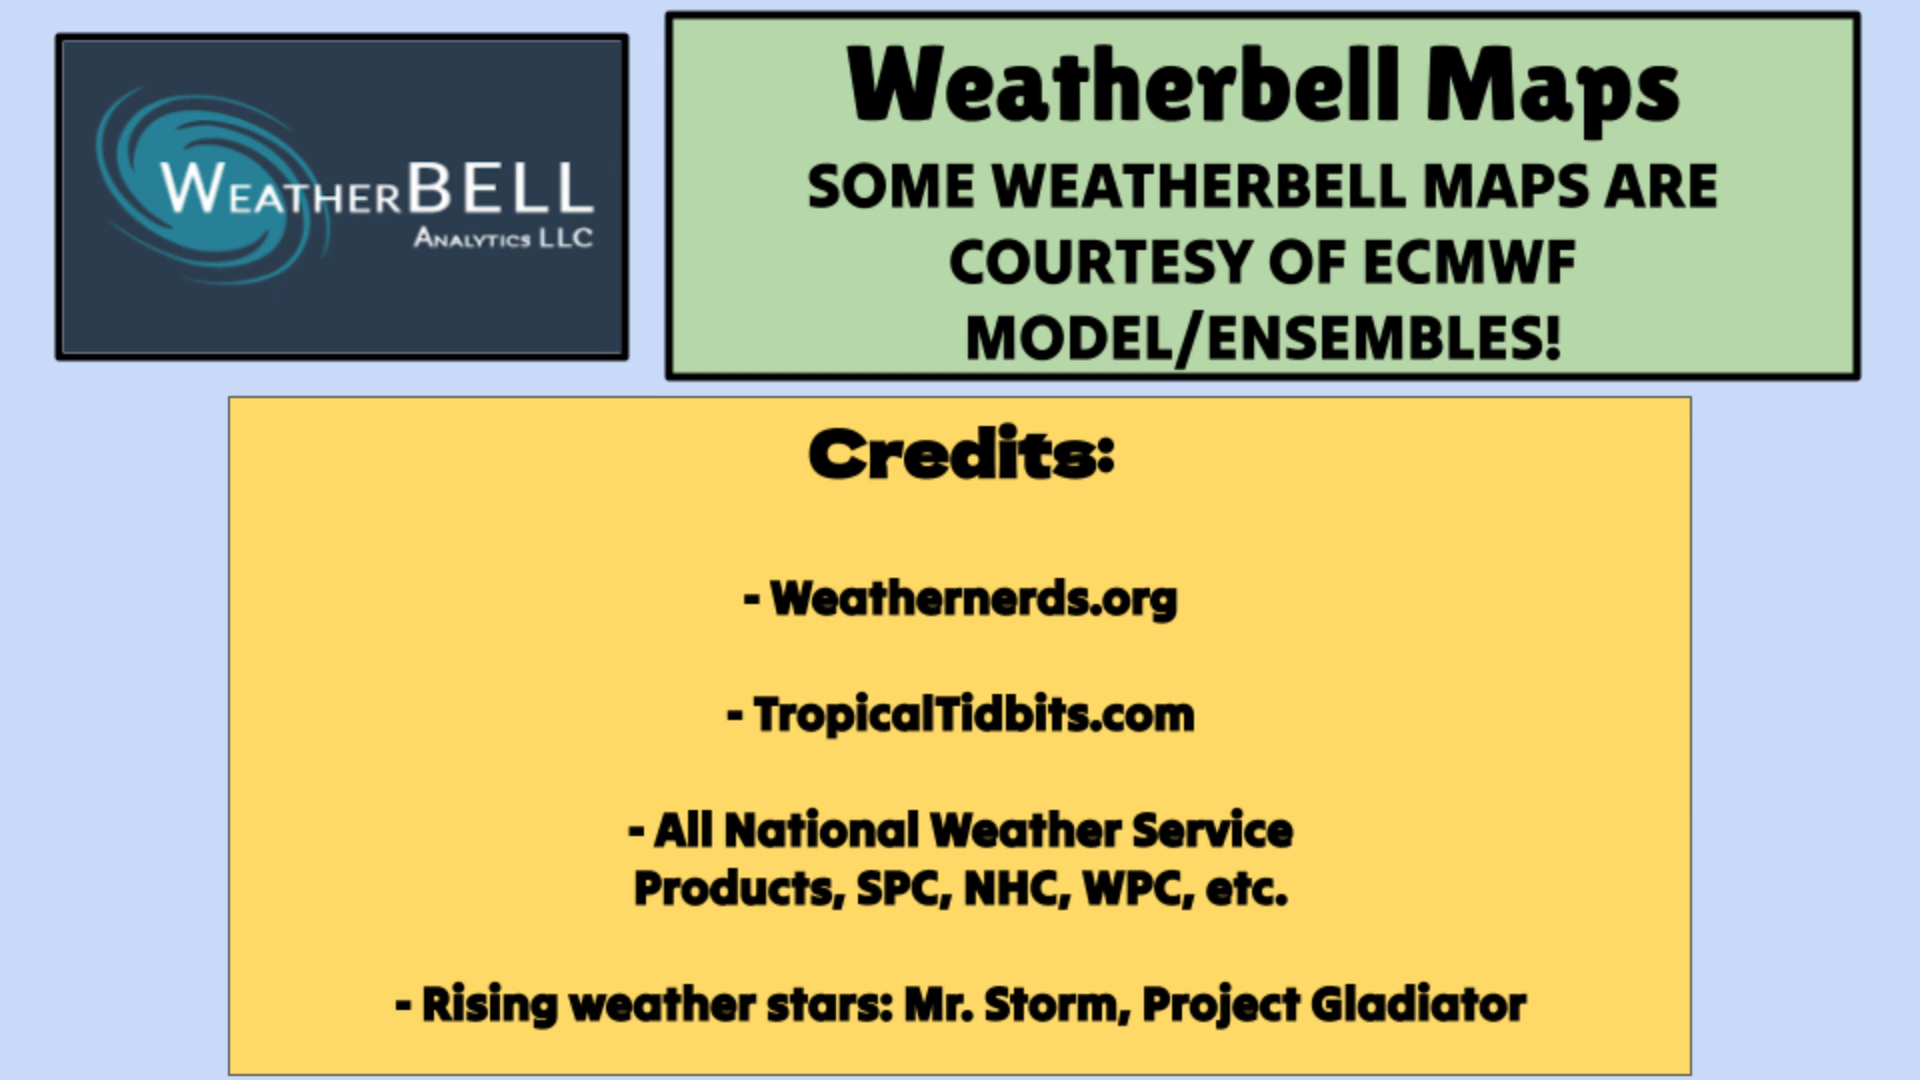 WEATHERBELL
ANALYTICS LLC
Weatherbell Maps
SOME WEATHERBELL MAPS ARE
COURTESY OF ECMWF
MODEL/ENSEMBLES!
Credits:
- Weathernerds.org
- TropicalTidbits.com
- All National Weather Service
Products, SPC, NHC, WPC, etc.
- Rising weather stars: Mr. Storm, Project Gladiator